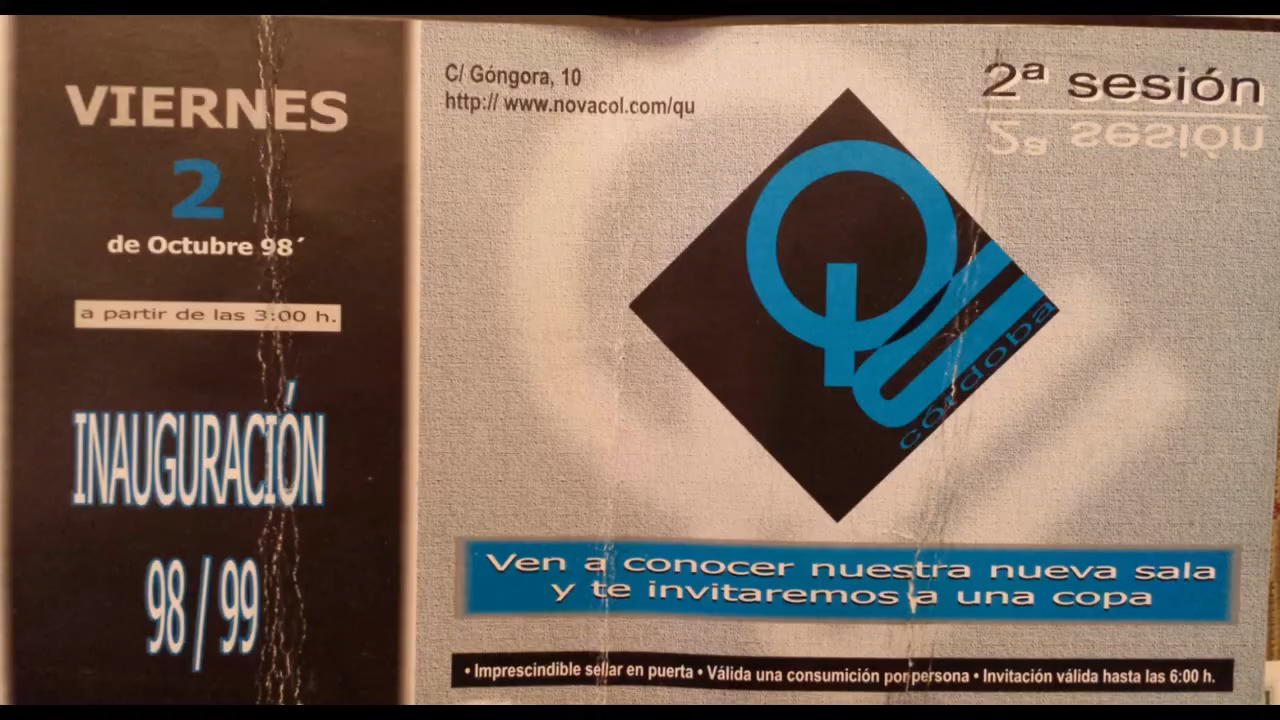 VIERNES
2
de Octubre 98´
a partir de las 3:00 h.
INAUGURACIÓN
98 / 99
C/ Góngora, 10
http:// www.novacol.com/qu
2ª sesión
2ª sesión
QU
córdoba
Ven a conocer nuestra nueva sala
y te invitaremos a una copa
• Imprescindible sellar en puerta • Válida una consumición por persona • Invitación válida hasta las 6:00 h.